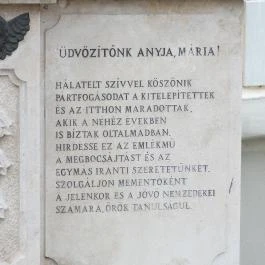 ÜDVÖZÍTŐNK ANYJA, MÁRIA!
HÁLATELT SZÍVVEL KÖSZÖNIK
PÁRTFOGÁSODAT A KITELEPÍTETTEK
ÉS AZ ITTHON MARADOTTAK,
AKIK A NEHÉZ ÉVEKBEN
IS BÍZTAK OLTALMADBAN.
HIRDESSE EZ AZ EMLÉKMŰ
A MEGBOCSÁJTÁST ÉS AZ
EGYMÁS IRÁNTI SZERETETÜNKET.
SZOLGÁLJON MEMENTÓKÉNT
A JELENKOR ÉS A JÖVŐ NEMZEDÉKEI
SZÁMÁRA, ÖRÖK TANULSÁGUL.